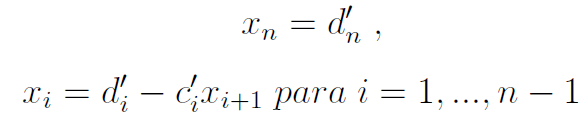 xₙ = d′ₙ ,
xᵢ = d′ᵢ − c′ᵢxᵢ₊₁ para i = 1, ..., n − 1